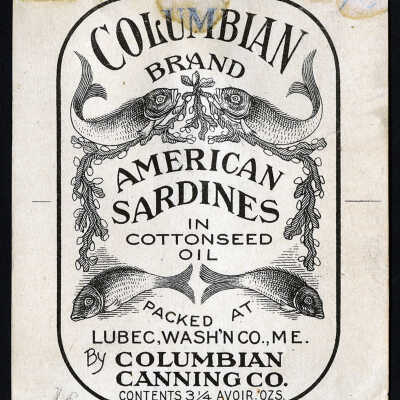 COLUMBIAN
BRAND
AMERICAN
SARDINES
IN
COTTONSEED
OIL
PACKED AT
LUBEC, WASH'N CO., ME.
By COLUMBIAN
CANNING CO.
CONTENTS 3¼ AVOIR. OZS.